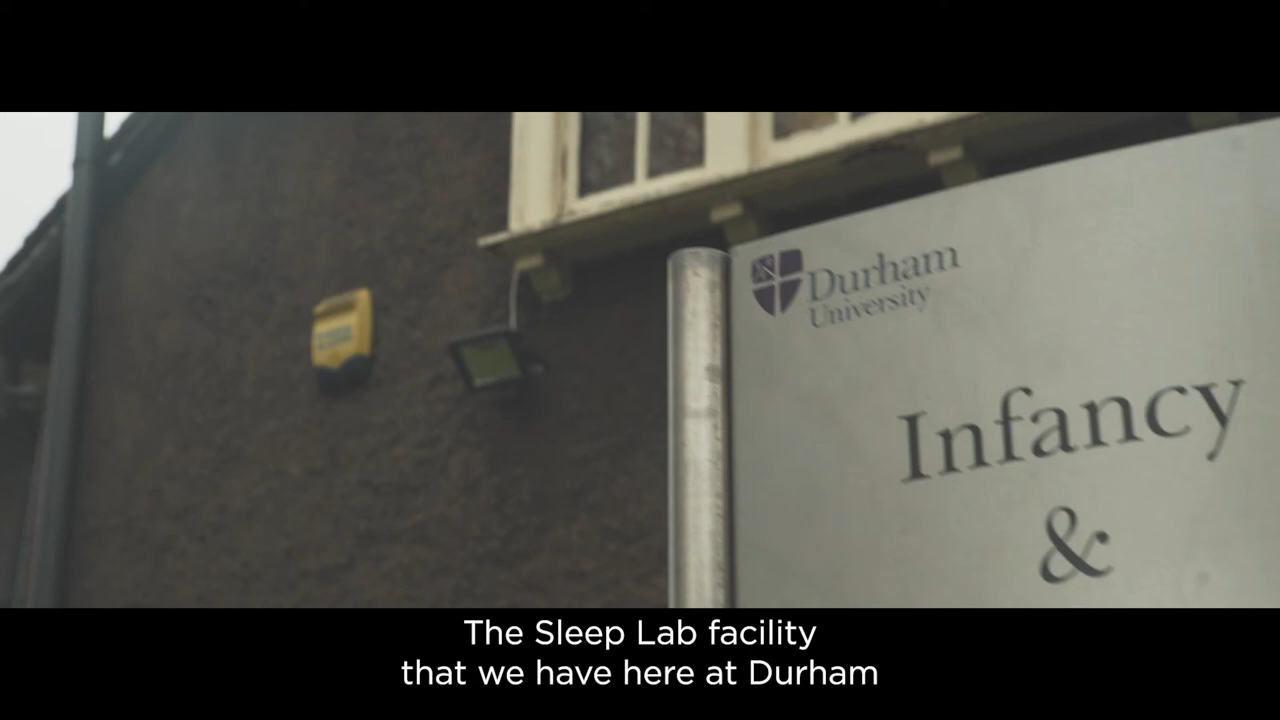 Durham
University
Infancy
&
The Sleep Lab facility
that we have here at Durham